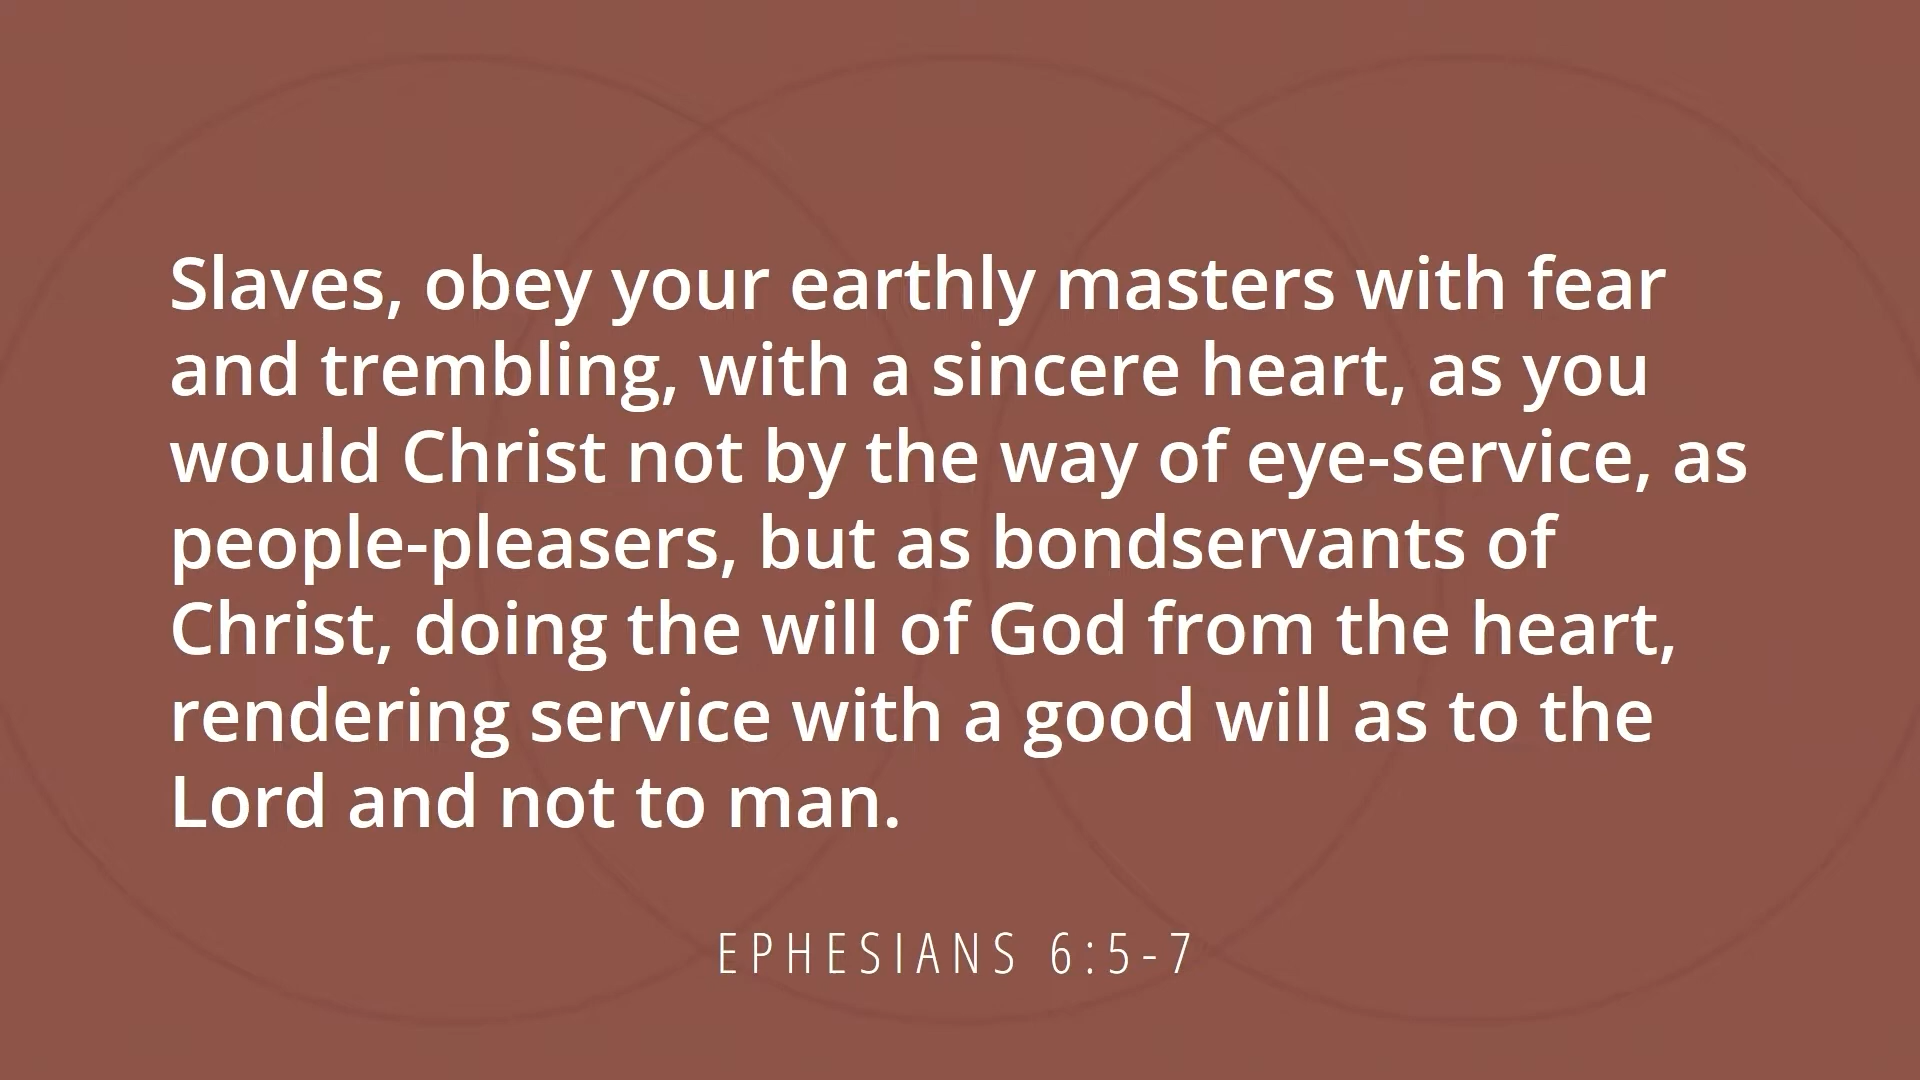 Slaves, obey your earthly masters with fear
and trembling, with a sincere heart, as you
would Christ not by the way of eye-service, as
people-pleasers, but as bondservants of
Christ, doing the will of God from the heart,
rendering service with a good will as to the
Lord and not to man.
EPHESIANS 6:5-7